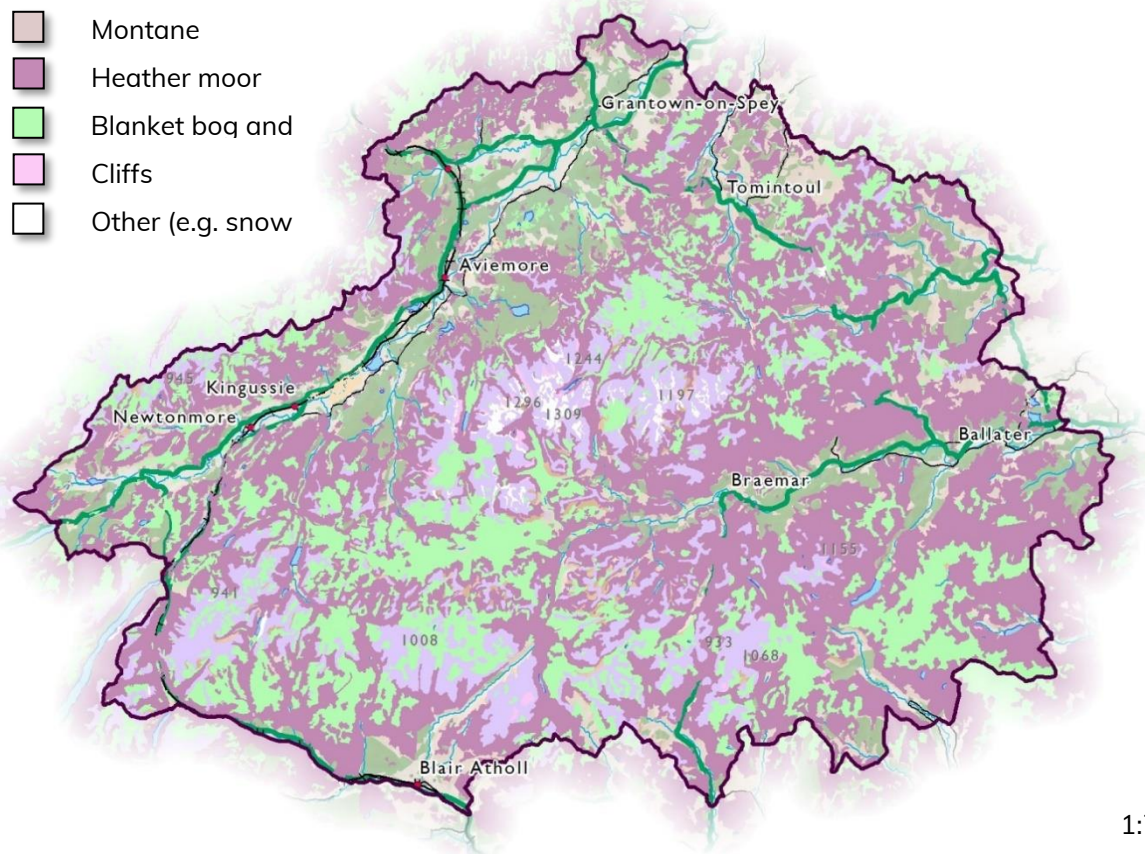 Montane
Heather moor
Blanket bog and
Cliffs
Other (e.g. snow
Grantown-on-Spey
Tomintoul
Aviemore
1244
945
Kingussie
1296
1197
1309
Newtonmore
Ballater
Braemar
1155
941
1008
933
1068
Blair Atholl